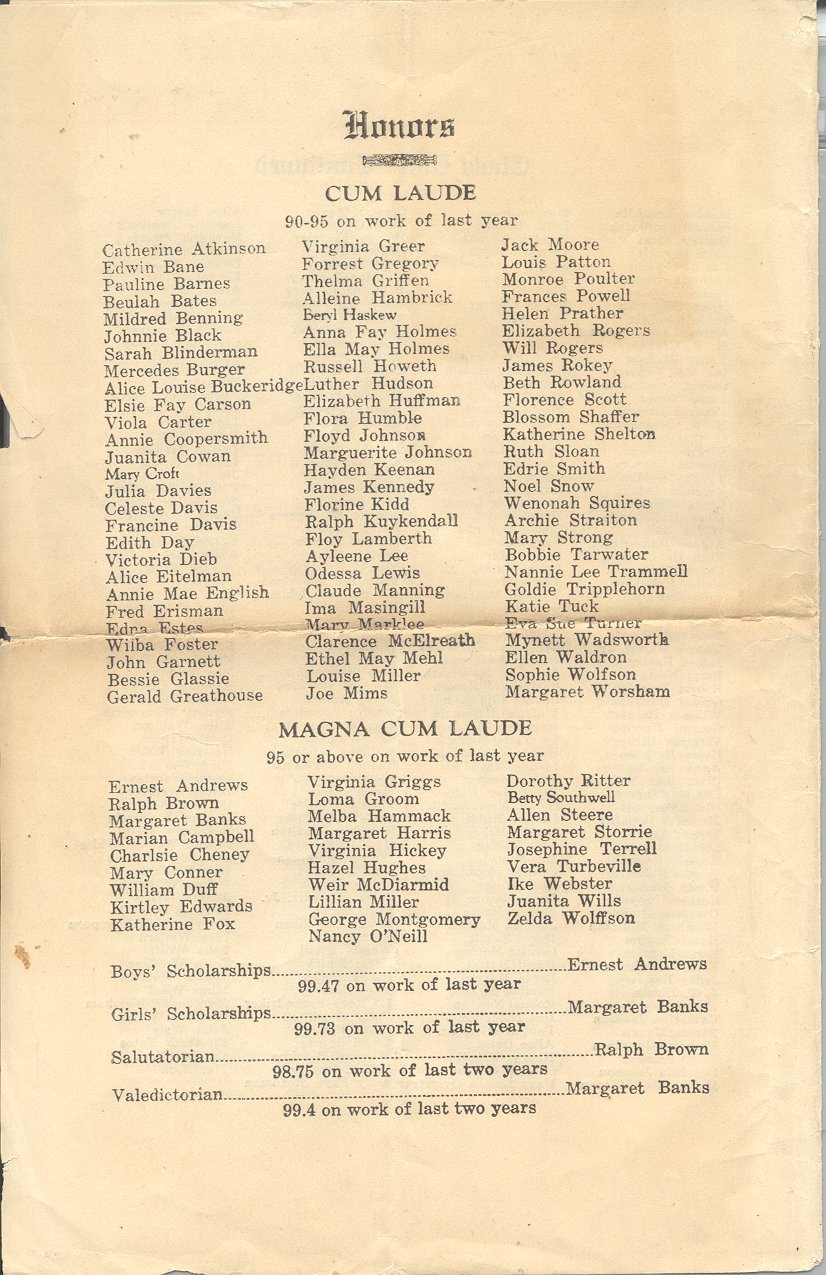 Honors
CUM LAUDE
90-95 on work of last year
Catherine Atkinson
Edwin Bane
Pauline Barnes
Beulah Bates
Mildred Benning
Johnnie Black
Sarah Blinderman
Mercedes Burger
Alice Louise Buckeridge
Elsie Fay Carson
Viola Carter
Annie Coopersmith
Juanita Cowan
Mary Croft
Julia Davies
Celeste Davis
Francine Davis
Edith Day
Victoria Dieb
Alice Eitelman
Annie Mae English
Fred Erisman
Edna Estes
Wilba Foster
John Garnett
Bessie Glassie
Gerald Greathouse
Virginia Greer
Forrest Gregory
Thelma Griffen
Alleine Hambrick
Beryl Haskew
Anna Fay Holmes
Ella May Holmes
Russell Howeth
Luther Hudson
Elizabeth Huffman
Flora Humble
Floyd Johnson
Marguerite Johnson
Hayden Keenan
James Kennedy
Florine Kidd
Ralph Kuykendall
Floy Lamberth
Ayleene Lee
Odessa Lewis
Claude Manning
Ima Masingill
Mary Marklee
Clarence McElreath
Ethel May Mehl
Louise Miller
Joe Mims
Jack Moore
Louis Patton
Monroe Poulter
Frances Powell
Helen Prather
Elizabeth Rogers
Will Rogers
James Rokey
Beth Rowland
Florence Scott
Blossom Shaffer
Katherine Shelton
Ruth Sloan
Edrie Smith
Noel Snow
Wenonah Squires
Archie Straiton
Mary Strong
Bobbie Tarwater
Nannie Lee Trammell
Goldie Tripplehorn
Katie Tuck
Eva Sue Turner
Mynett Wadsworth
Ellen Waldron
Sophie Wolfson
Margaret Worsham
MAGNA CUM LAUDE
95 or above on work of last year
Ernest Andrews
Ralph Brown
Margaret Banks
Marian Campbell
Charlsie Cheney
Mary Conner
William Duff
Kirtley Edwards
Katherine Fox
Virginia Griggs
Loma Groom
Melba Hammack
Margaret Harris
Virginia Hickey
Hazel Hughes
Weir McDiarmid
Lillian Miller
George Montgomery
Nancy O'Neill
Dorothy Ritter
Betty Southwell
Allen Steere
Margaret Storrie
Josephine Terrell
Vera Turbeville
Ike Webster
Juanita Wills
Zelda Wolffson
Boys' Scholarships........Ernest Andrews
99.47 on work of last year
Girls' Scholarships........Margaret Banks
99.73 on work of last year
Salutatorian........Ralph Brown
98.75 on work of last two years
Valedictorian........Margaret Banks
99.4 on work of last two years